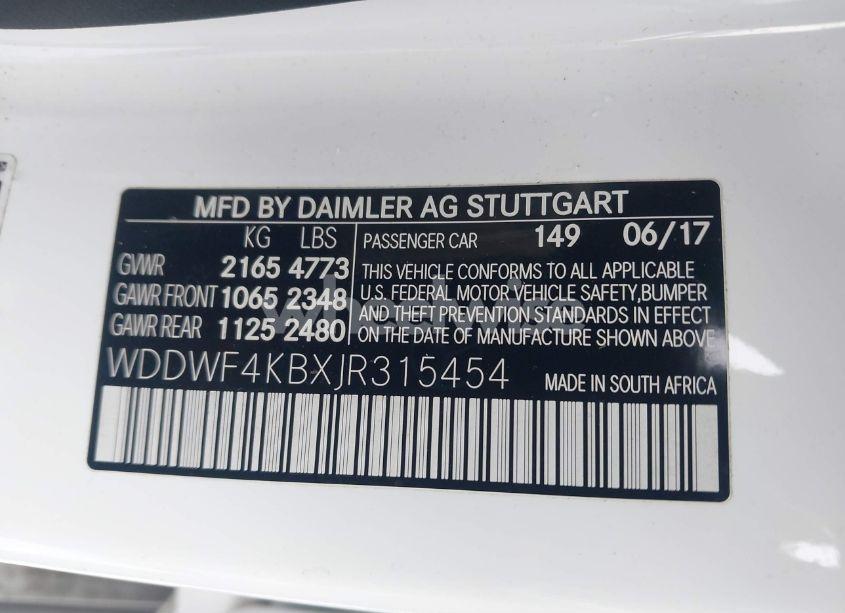 MFD BY DAIMLER AG STUTTGART
KG LBS
GVWR 2165 4773
GAWR FRONT 1065 2348
GAWR REAR 1125 2480
PASSENGER CAR 149 06/17
THIS VEHICLE CONFORMS TO ALL APPLICABLE
U.S. FEDERAL MOTOR VEHICLE SAFETY,BUMPER
AND THEFT PREVENTION STANDARDS IN EFFECT
ON THE DATE OF MANUFACTURE SHOWN ABOVE
WDDWF4KBXJR315454
MADE IN SOUTH AFRICA